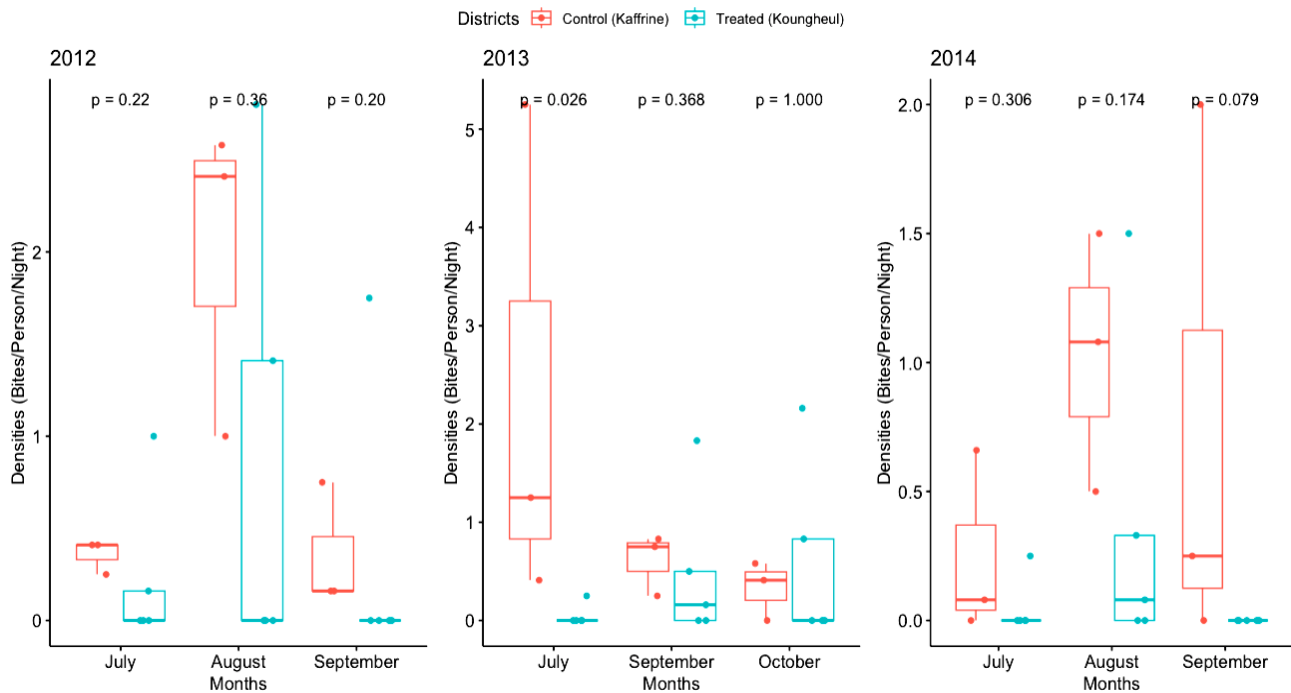 Districts Control (Kaffrine) Treated (Koungheul)
2012
p = 0.22 p = 0.36 p = 0.20
Densities (Bites/Person/Night)
2
1
0
July August September
Months
2013
p = 0.026 p = 0.368 p = 1.000
Densities (Bites/Person/Night)
5
4
3
2
1
0
July September October
Months
2014
p = 0.306 p = 0.174 p = 0.079
Densities (Bites/Person/Night)
2.0
1.5
1.0
0.5
0.0
July August September
Months